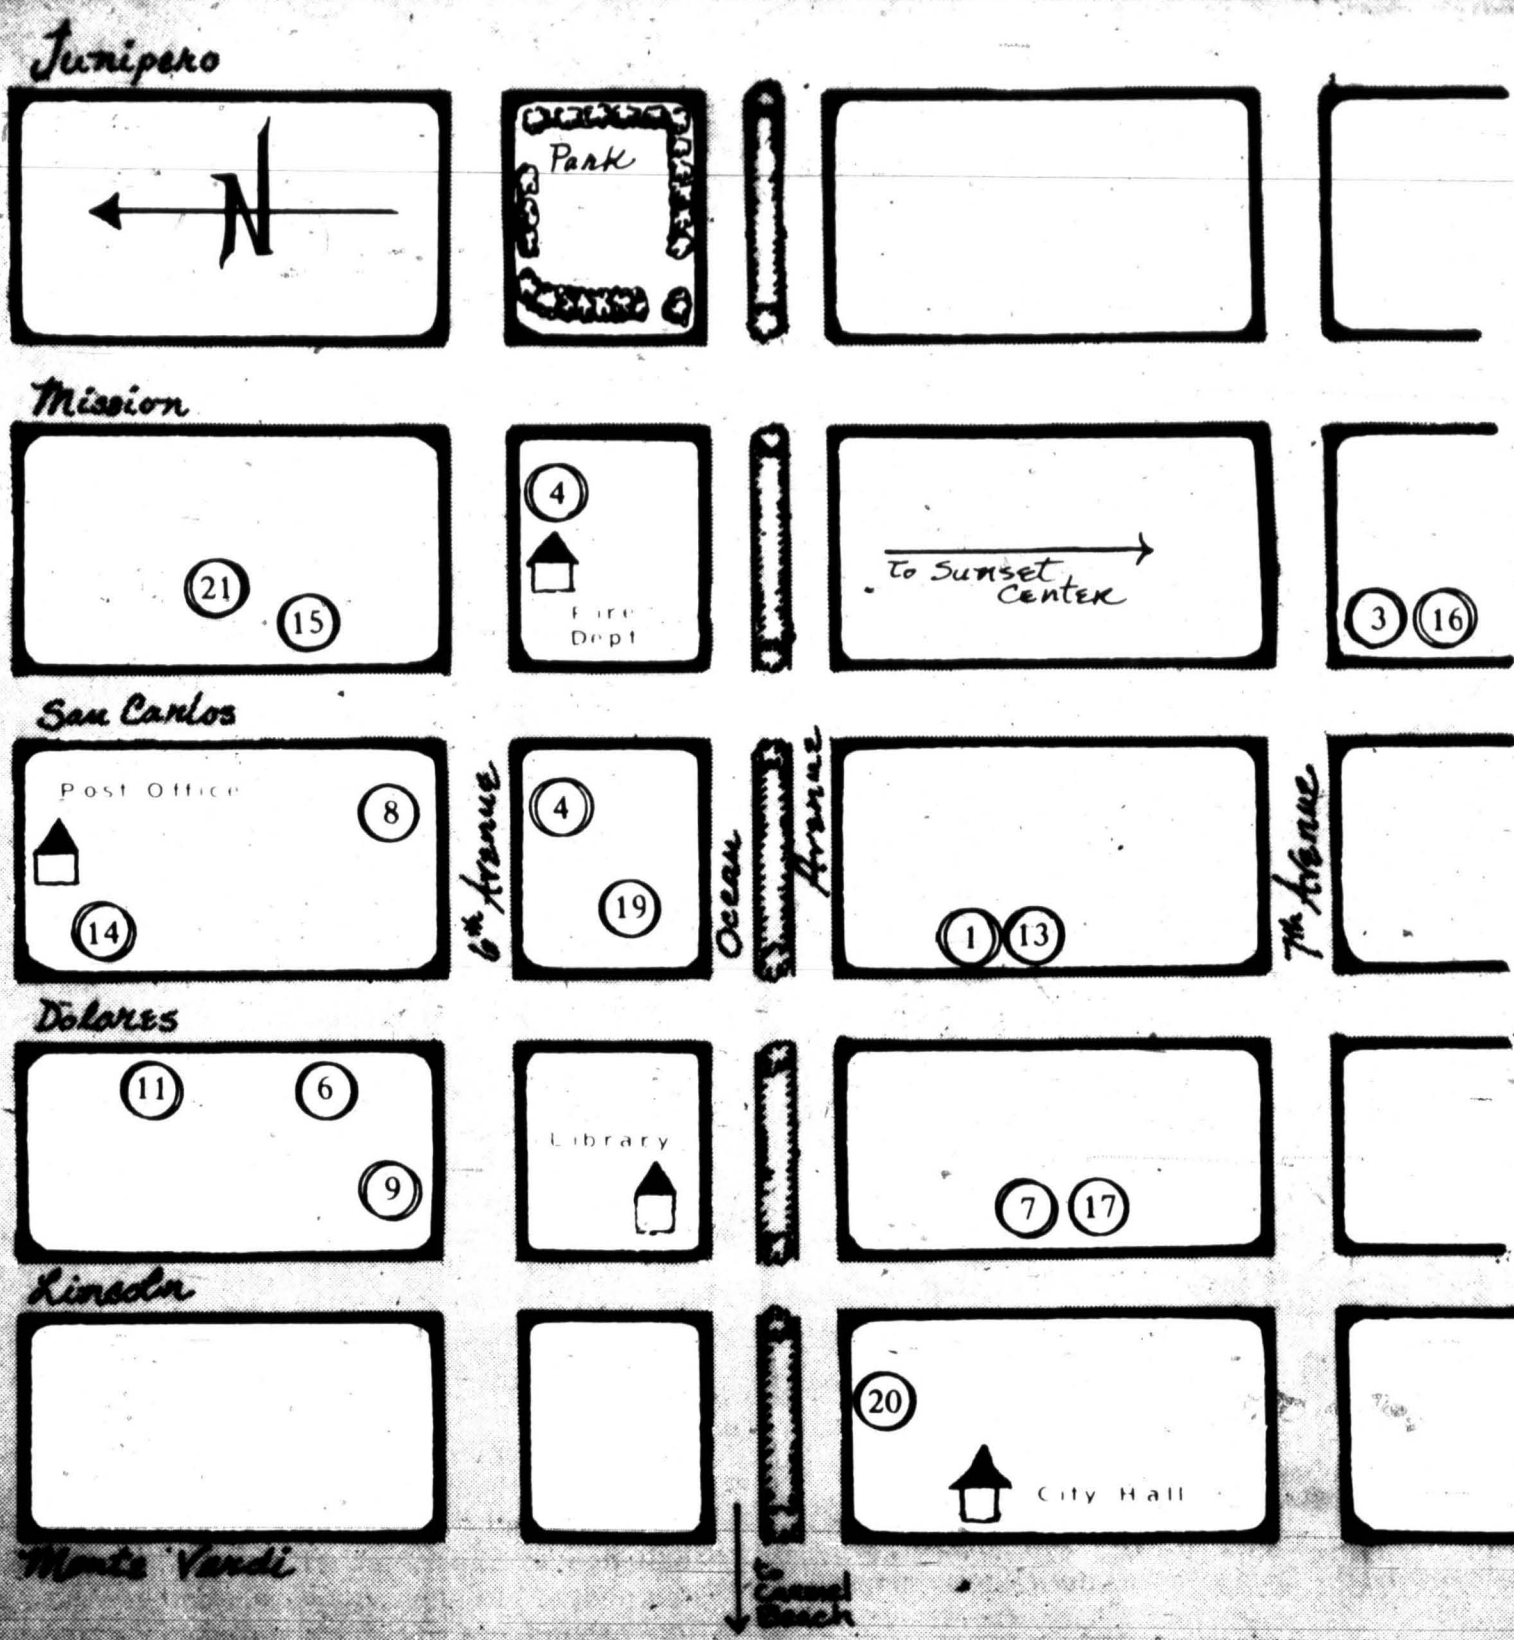 Junipero
N
Park
Mission
4
Fire
Dept
21
15
To Sunset
Center
3
16
San Carlos
Post Office
8
14
6th Avenue
4
19
Ocean
Avenue
1
13
7th Avenue
Dolares
11
6
9
Library
7
17
Lincoln
20
City Hall
Monte Verdi
To
Carmel
Beach